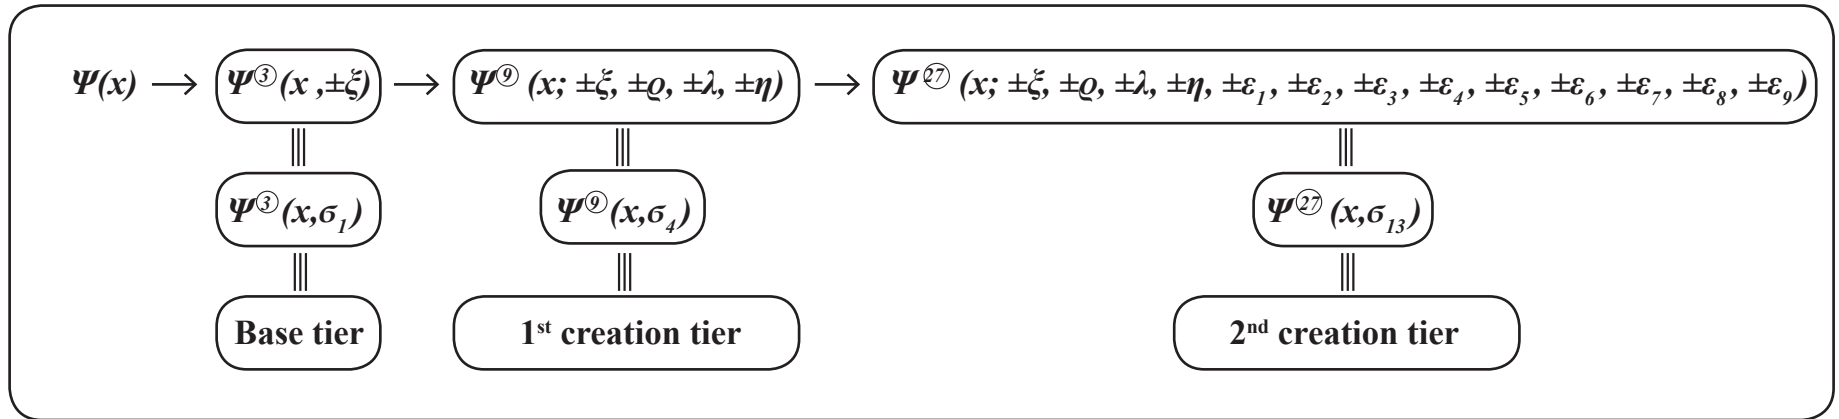 Ψ(x) → Ψ③(x ,±ξ) → Ψ⑨ (x; ±ξ, ±ϱ, ±λ, ±η) → Ψ㉗ (x; ±ξ, ±ϱ, ±λ, ±η, ±ε₁, ±ε₂, ±ε₃, ±ε₄, ±ε₅, ±ε₆, ±ε₇, ±ε₈, ±ε₉)
Ψ③(x,σ₁) Ψ⑨(x,σ₄) Ψ㉗ (x,σ₁₃)
Base tier 1st creation tier 2nd creation tier